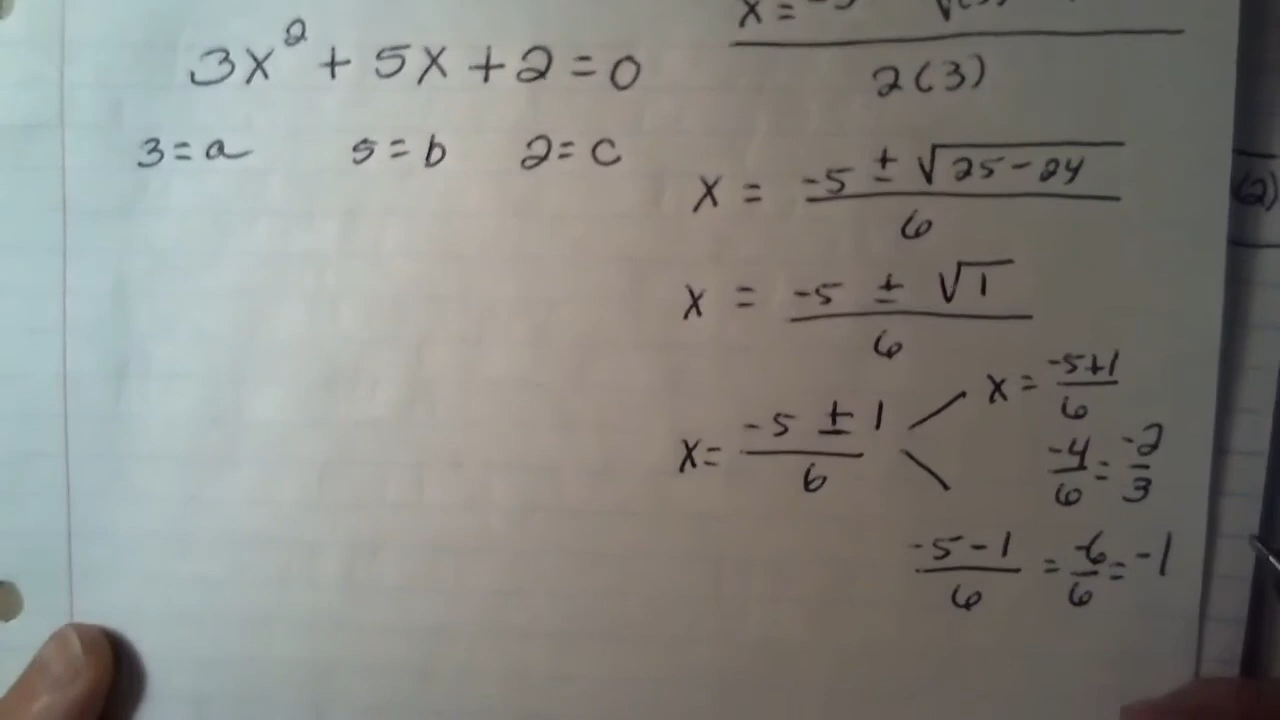 3x² + 5x + 2 = 0
3 = a 5 = b 2 = c
x =
2(3)
x = -5 ± √25-24
6
x = -5 ± √1
6
x = -5 ± 1
6
x = -5+1
6
-4/6 = -2/3
-5-1/6 = -6/6 = -1
(2)